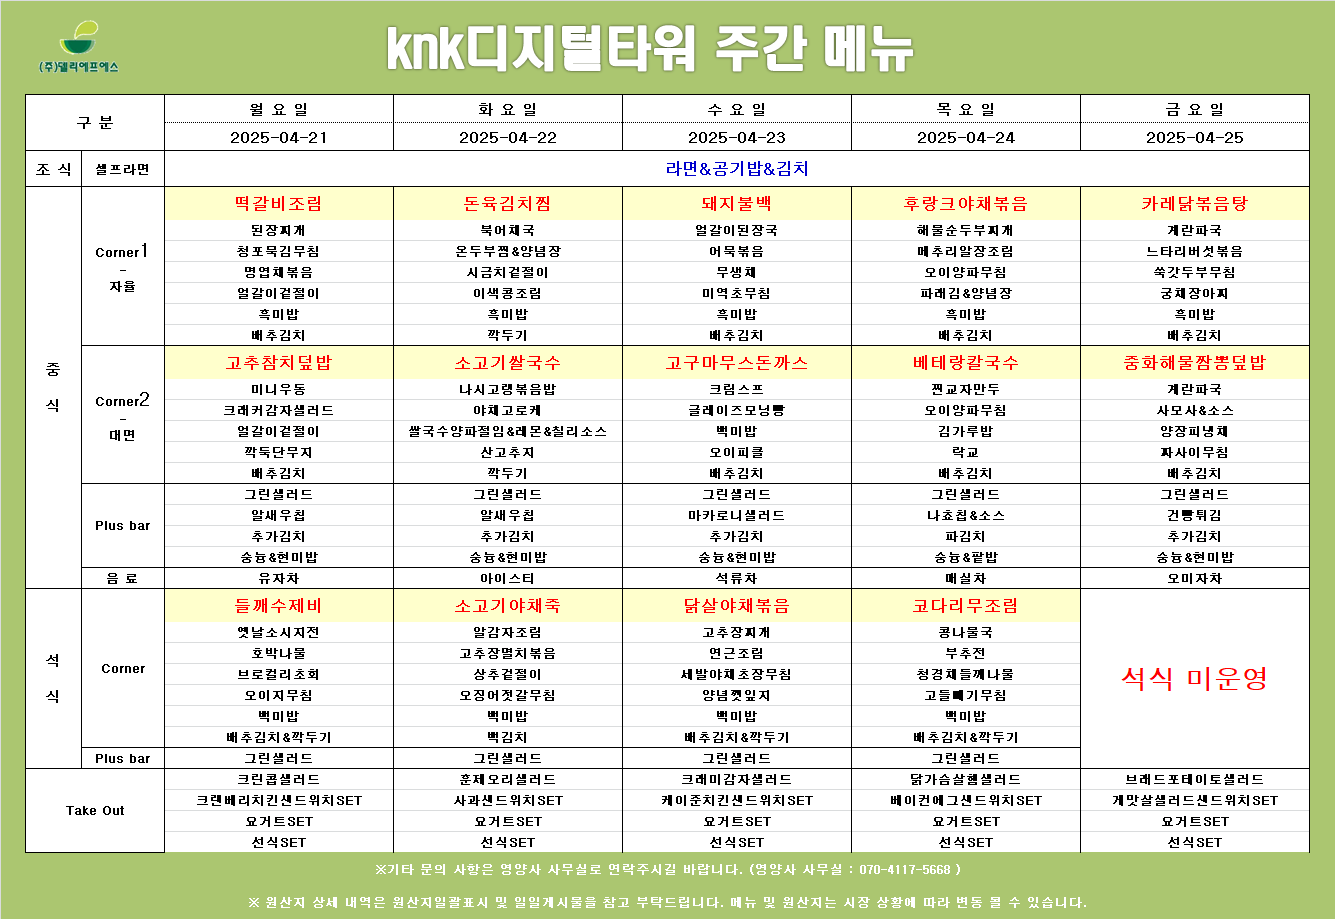 (주)델리에프에스
knk디지털타워 주간 메뉴
구 분 월 요 일 화 요 일 수 요 일 목 요 일 금 요 일
2025-04-21 2025-04-22 2025-04-23 2025-04-24 2025-04-25
조 식 셀프라면 라면&공기밥&김치
중 식
Corner1 - 자율
떡갈비조림 돈육김치찜 돼지불백 후랑크야채볶음 카레닭볶음탕
된장찌개 북어채국 얼갈이된장국 해물순두부찌개 계란파국
청포묵김무침 온두부찜&양념장 어묵볶음 메추리알장조림 느타리버섯볶음
명엽채볶음 시금치겉절이 무생채 오이양파무침 쑥갓두부무침
얼갈이겉절이 이색콩조림 미역초무침 파래김&양념장 궁채장아찌
흑미밥 흑미밥 흑미밥 흑미밥 흑미밥
배추김치 깍두기 배추김치 배추김치 배추김치
Corner2 - 대면
고추참치덮밥 소고기쌀국수 고구마무스돈까스 베테랑칼국수 중화해물짬뽕덮밥
미니우동 나시고랭볶음밥 크림스프 찐교자만두 계란파국
크래커감자샐러드 야채고로케 글레이즈모닝빵 오이양파무침 사모사&소스
얼갈이겉절이 쌀국수양파절임&레몬&칠리소스 백미밥 김가루밥 양장피냉채
깍둑단무지 산고추지 오이피클 락교 짜사이무침
배추김치 깍두기 배추김치 배추김치 배추김치
Plus bar
그린샐러드 그린샐러드 그린샐러드 그린샐러드 그린샐러드
알새우칩 알새우칩 마카로니샐러드 나쵸칩&소스 건빵튀김
추가김치 추가김치 추가김치 파김치 추가김치
숭늉&현미밥 숭늉&현미밥 숭늉&현미밥 숭늉&팥밥 숭늉&현미밥
음 료 유자차 아이스티 석류차 매실차 오미자차
석 식
Corner
들깨수제비 소고기야채죽 닭살야채볶음 코다리무조림 석식 미운영
옛날소시지전 알감자조림 고추장찌개 콩나물국
호박나물 고추장멸치볶음 연근조림 부추전
브로컬리초회 상추겉절이 세발야채초장무침 청경채들깨나물
오이지무침 오징어젓갈무침 양념깻잎지 고들빼기무침
백미밥 백미밥 백미밥 백미밥
배추김치&깍두기 백김치 배추김치&깍두기 배추김치&깍두기
Plus bar 그린샐러드 그린샐러드 그린샐러드 그린샐러드
Take Out
크린콥샐러드 훈제오리샐러드 크래미감자샐러드 닭가슴살햄샐러드 브래드포테이토샐러드
크랜베리치킨샌드위치SET 사과샌드위치SET 케이준치킨샌드위치SET 베이컨에그샌드위치SET 게맛살샐러드샌드위치SET
요거트SET 요거트SET 요거트SET 요거트SET 요거트SET
선식SET 선식SET 선식SET 선식SET 선식SET
※기타 문의 사항은 영양사 사무실로 연락주시길 바랍니다. (영양사 사무실 : 070-4117-5668 )
※ 원산지 상세 내역은 원산지일괄표시 및 일일게시물을 참고 부탁드립니다. 메뉴 및 원산지는 시장 상황에 따라 변동 될 수 있습니다.